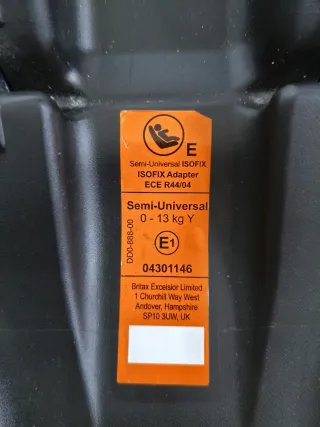 E
Semi-Universal ISOFIX
ISOFIX Adapter
ECE R44/04
Semi-Universal
0 - 13 kg Y
E1
04301146
DD0-888-00
Britax Excelsior Limited
1 Churchill Way West
Andover, Hampshire
SP10 3UW, UK